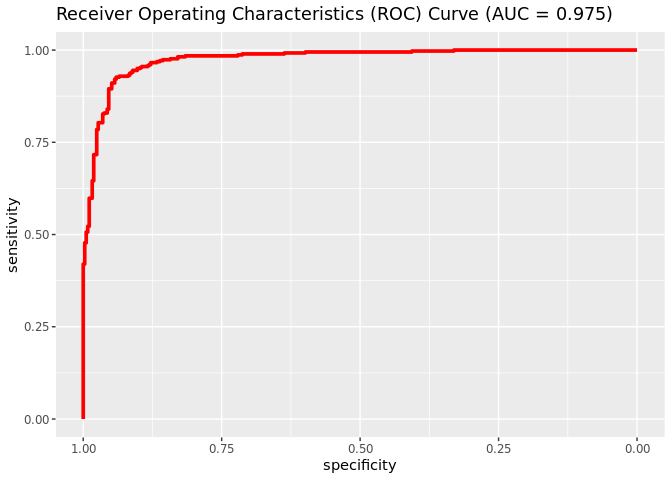 Receiver Operating Characteristics (ROC) Curve (AUC = 0.975)
1.00
0.75
0.50
0.25
0.00
sensitivity
1.00 0.75 0.50 0.25 0.00
specificity